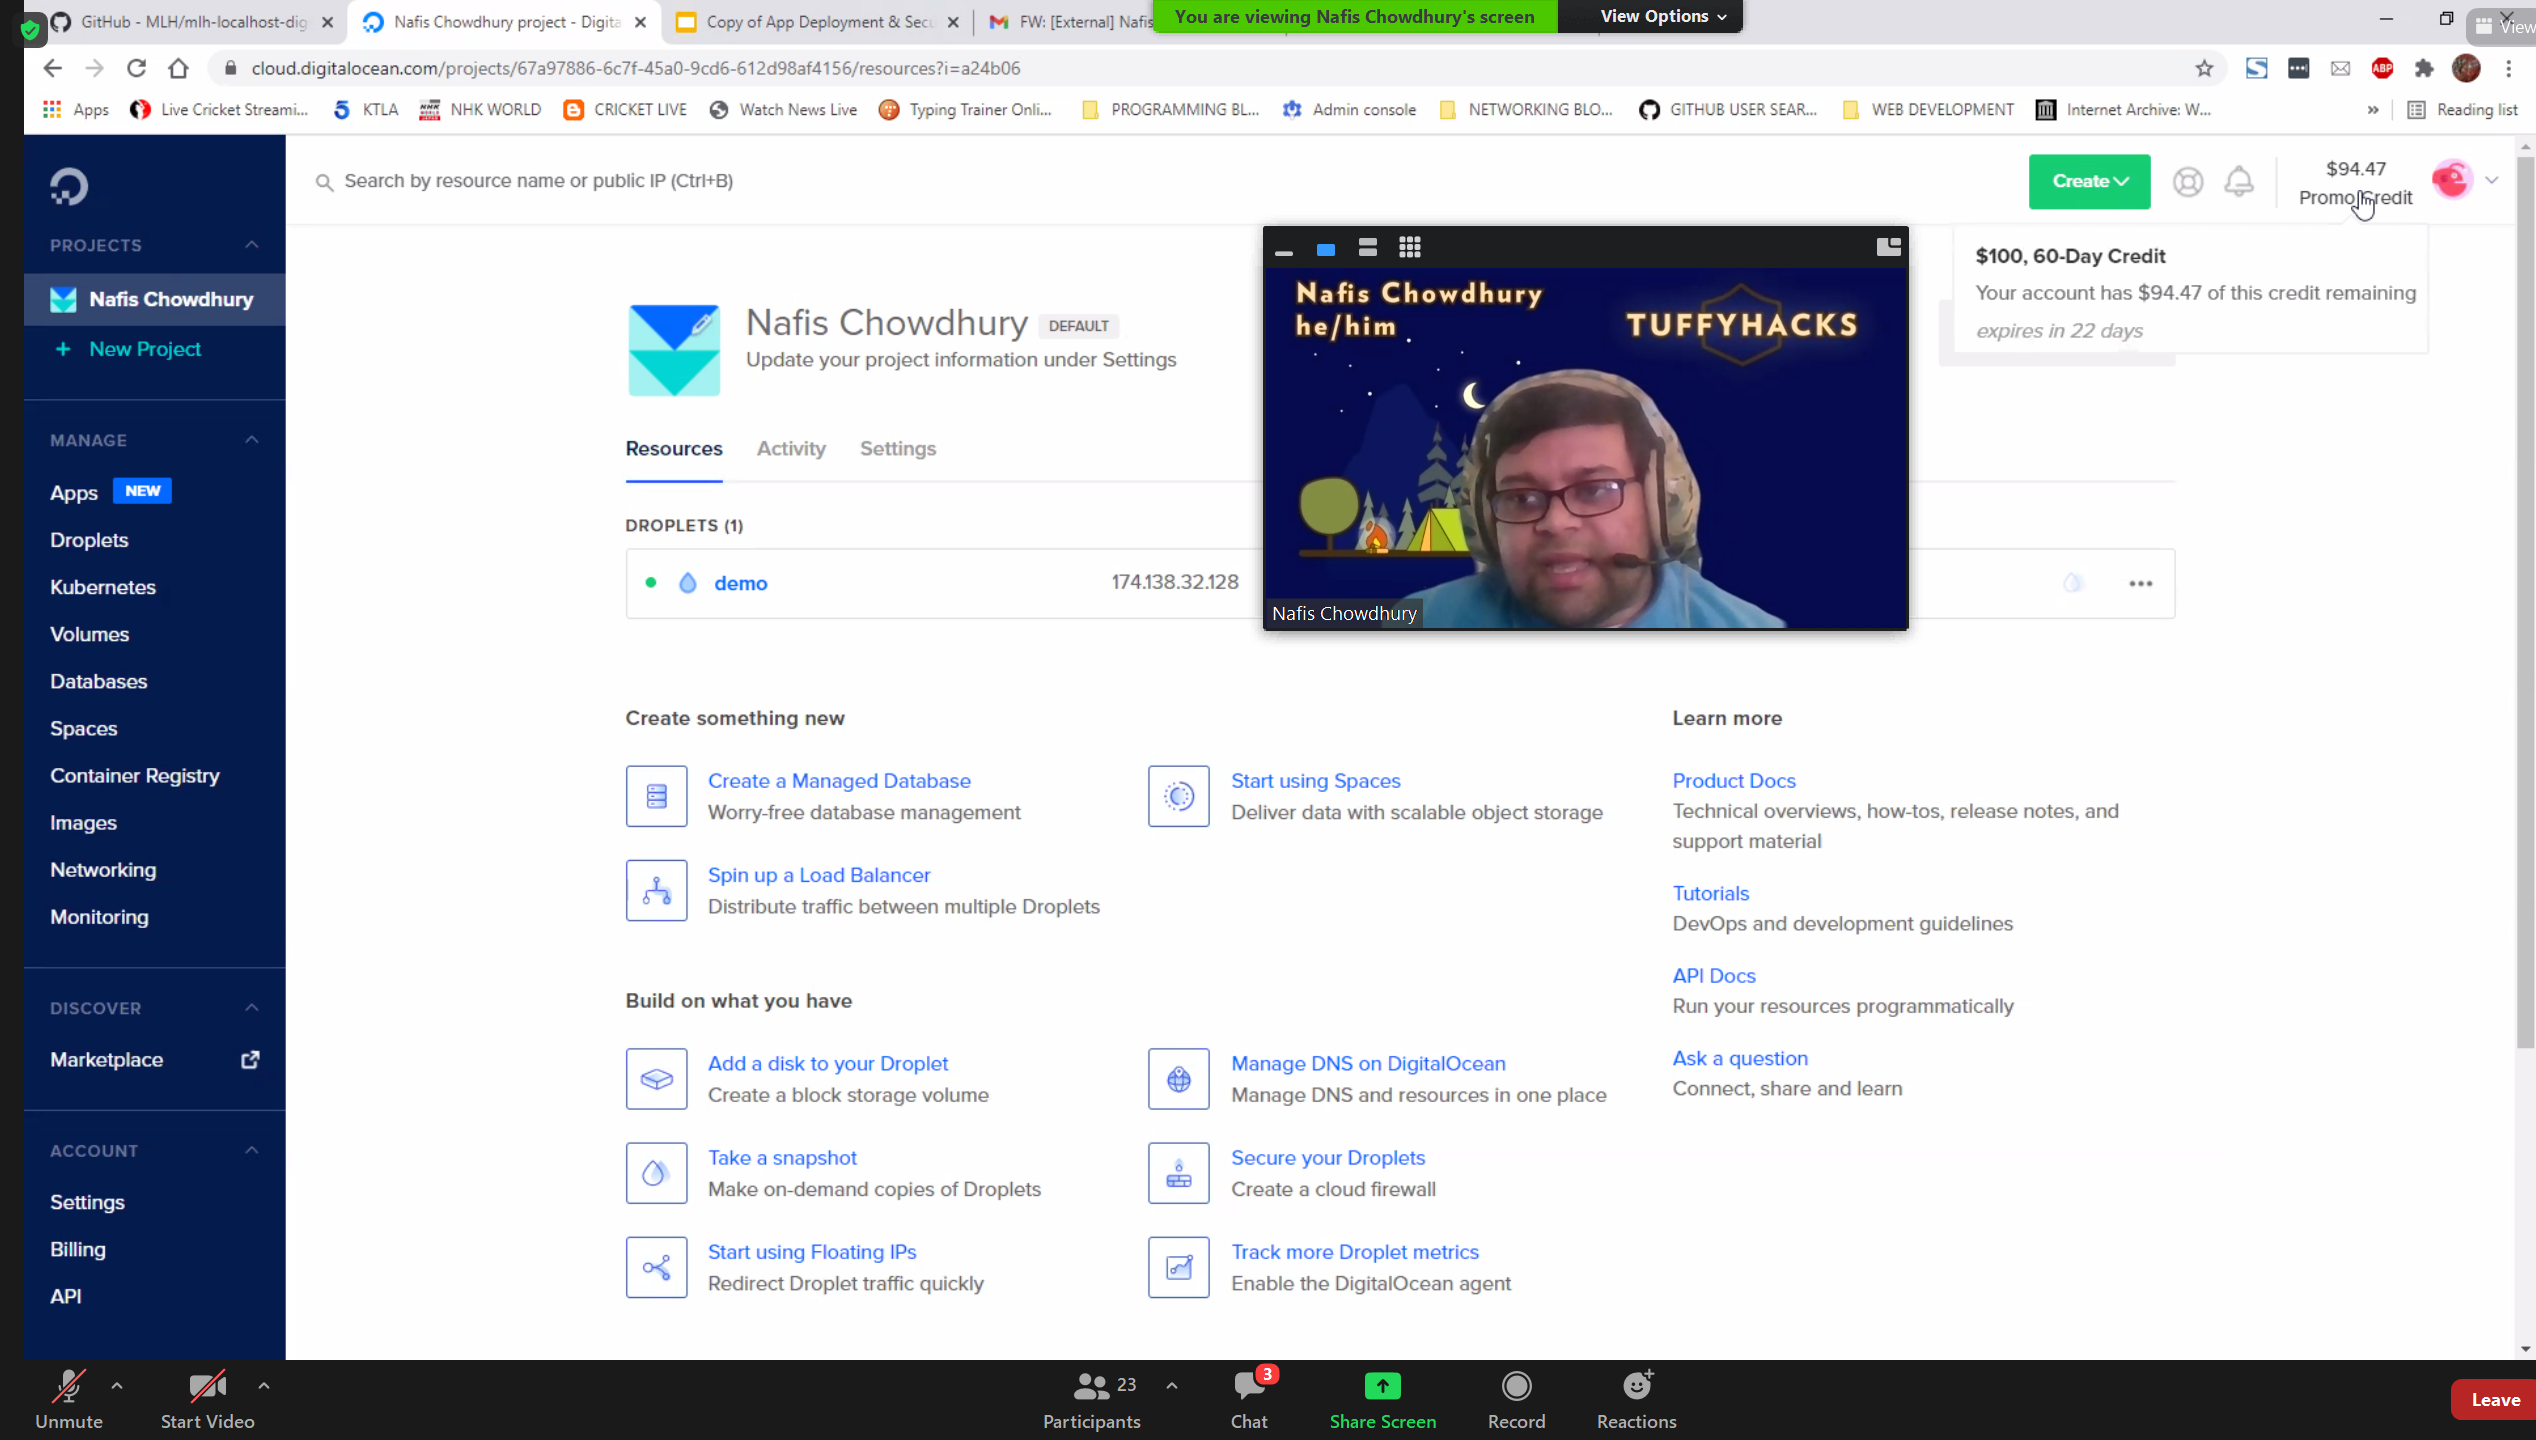 GitHub - MLH/mlh-localhost-dig
Nafis Chowdhury project - Digita
Copy of App Deployment & Secu
FW: [External] Nafis
You are viewing Nafis Chowdhury's screen
View Options
View
cloud.digitalocean.com/projects/67a97886-6c7f-45a0-9cd6-612d98af4156/resources?i=a24b06
ABP
Apps
Live Cricket Streami...
KTLA
NHK WORLD
CRICKET LIVE
Watch News Live
Typing Trainer Onli...
PROGRAMMING BL...
Admin console
NETWORKING BLO...
GITHUB USER SEAR...
WEB DEVELOPMENT
Internet Archive: W...
»
Reading list
Search by resource name or public IP (Ctrl+B)
Create
$94.47
Promo Credit
$100, 60-Day Credit
Your account has $94.47 of this credit remaining
expires in 22 days
PROJECTS
Nafis Chowdhury
+ New Project
MANAGE
Apps NEW
Droplets
Kubernetes
Volumes
Databases
Spaces
Container Registry
Images
Networking
Monitoring
DISCOVER
Marketplace
ACCOUNT
Settings
Billing
API
Nafis Chowdhury DEFAULT
Update your project information under Settings
Resources
Activity
Settings
DROPLETS (1)
demo
174.138.32.128
Nafis Chowdhury
he/him
TUFFYHACKS
Nafis Chowdhury
Create something new
Create a Managed Database
Worry-free database management
Start using Spaces
Deliver data with scalable object storage
Spin up a Load Balancer
Distribute traffic between multiple Droplets
Build on what you have
Add a disk to your Droplet
Create a block storage volume
Manage DNS on DigitalOcean
Manage DNS and resources in one place
Take a snapshot
Make on-demand copies of Droplets
Secure your Droplets
Create a cloud firewall
Start using Floating IPs
Redirect Droplet traffic quickly
Track more Droplet metrics
Enable the DigitalOcean agent
Learn more
Product Docs
Technical overviews, how-tos, release notes, and
support material
Tutorials
DevOps and development guidelines
API Docs
Run your resources programmatically
Ask a question
Connect, share and learn
Unmute
Start Video
23
Participants
3
Chat
Share Screen
Record
Reactions
Leave